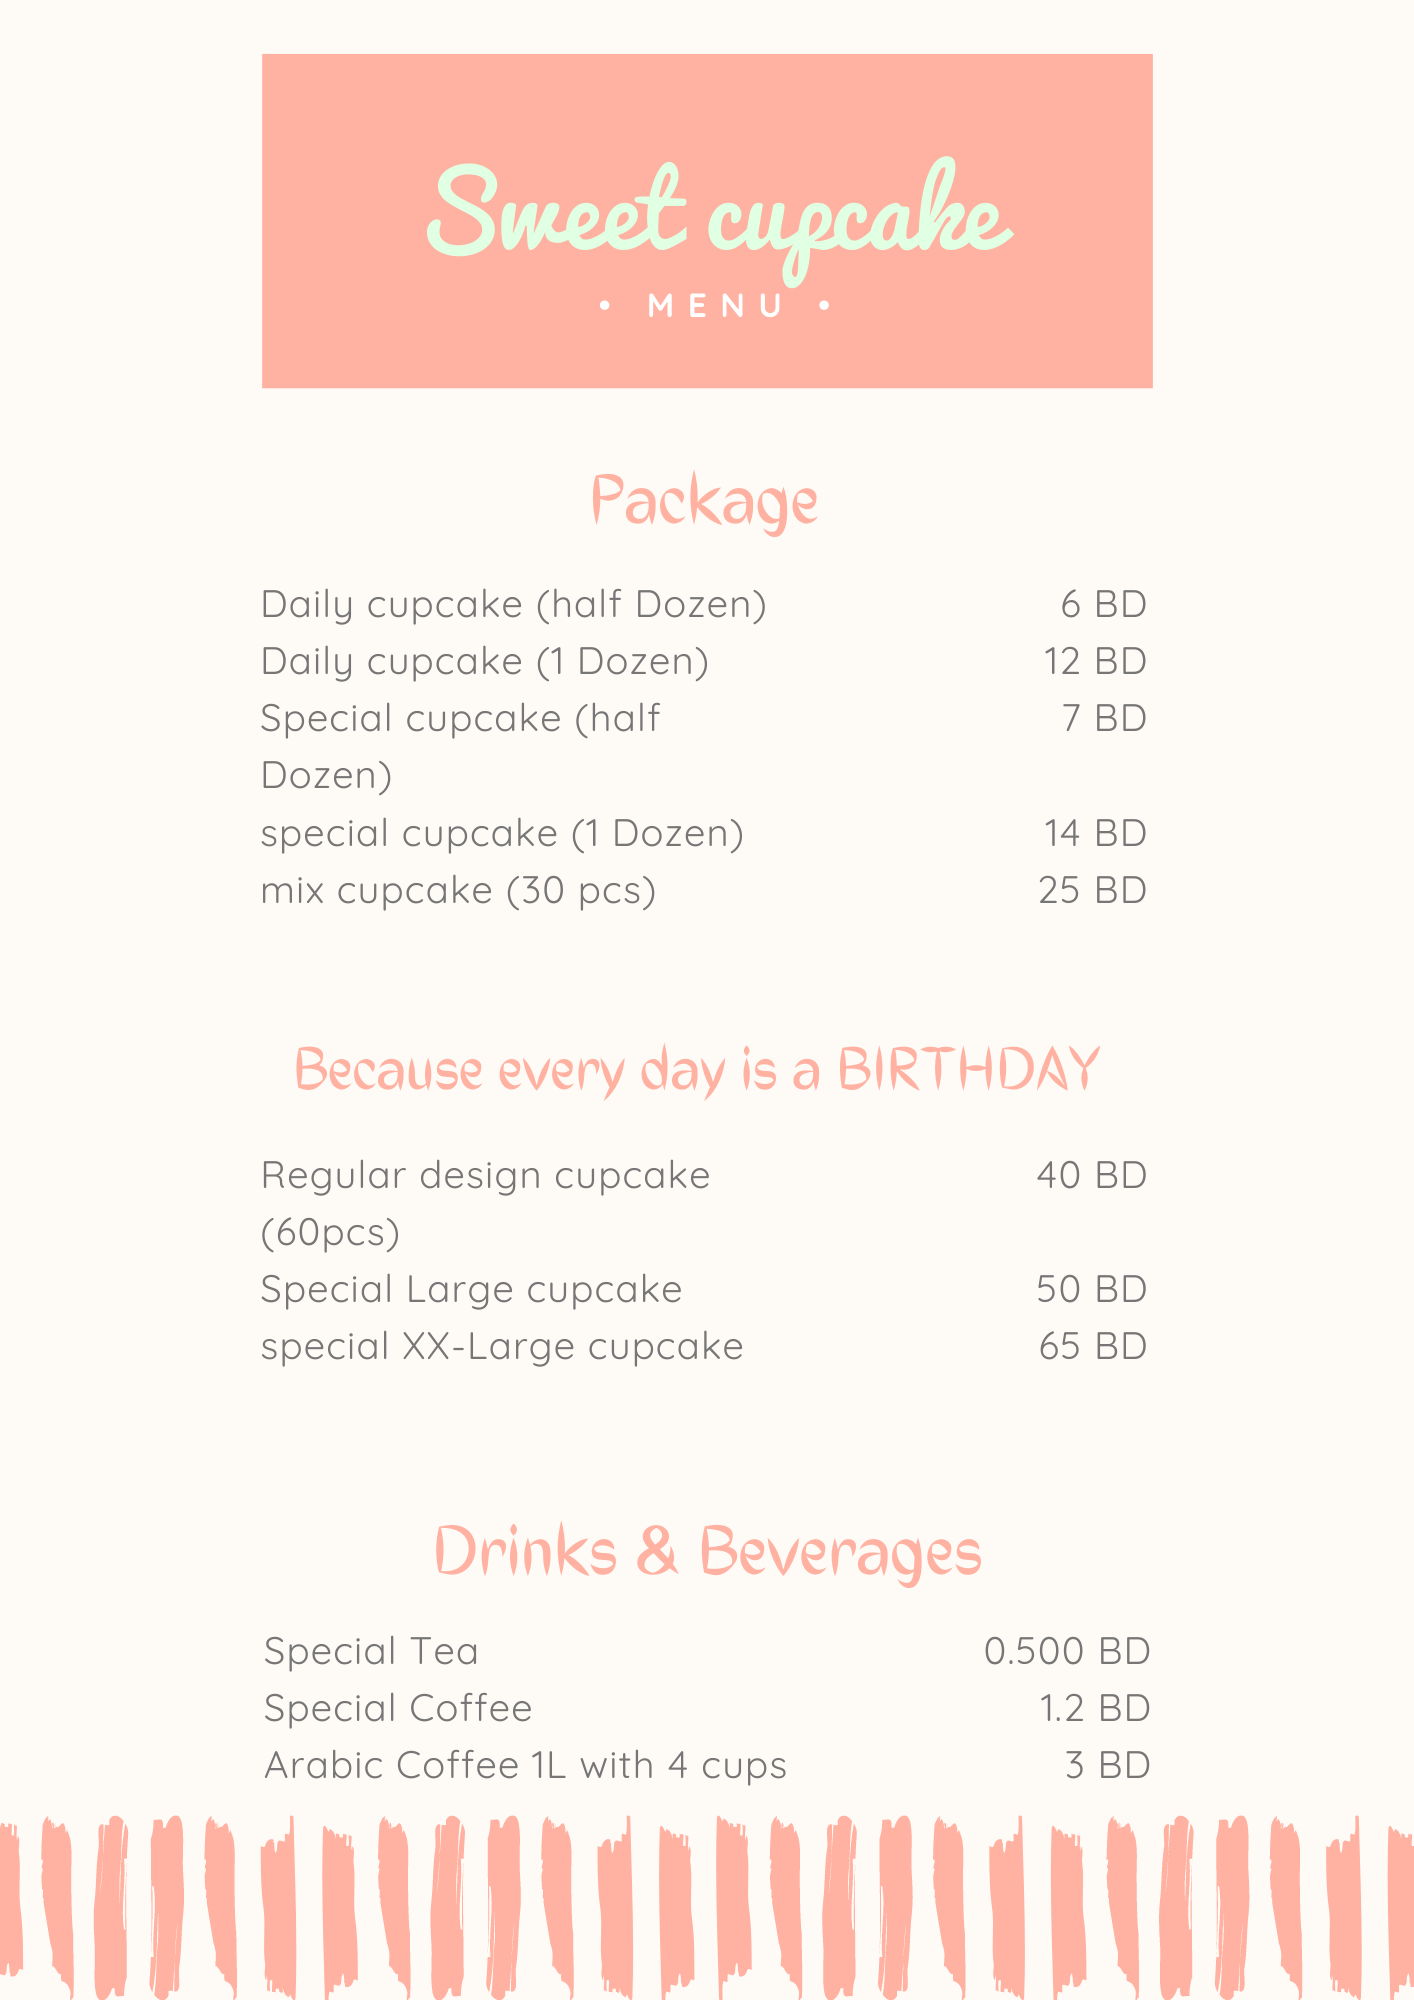 Sweet cupcake
• MENU •
Package
Daily cupcake (half Dozen) 6 BD
Daily cupcake (1 Dozen) 12 BD
Special cupcake (half 7 BD
Dozen)
special cupcake (1 Dozen) 14 BD
mix cupcake (30 pcs) 25 BD
Because every day is a BIRTHDAY
Regular design cupcake 40 BD
(60pcs)
Special Large cupcake 50 BD
special XX-Large cupcake 65 BD
Drinks & Beverages
Special Tea 0.500 BD
Special Coffee 1.2 BD
Arabic Coffee 1L with 4 cups 3 BD